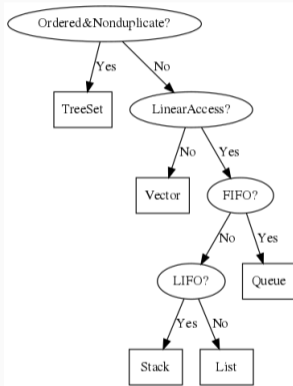 Ordered&Nonduplicate?
Yes
No
TreeSet
LinearAccess?
No
Yes
Vector
FIFO?
No
Yes
LIFO?
Queue
Yes
No
Stack
List